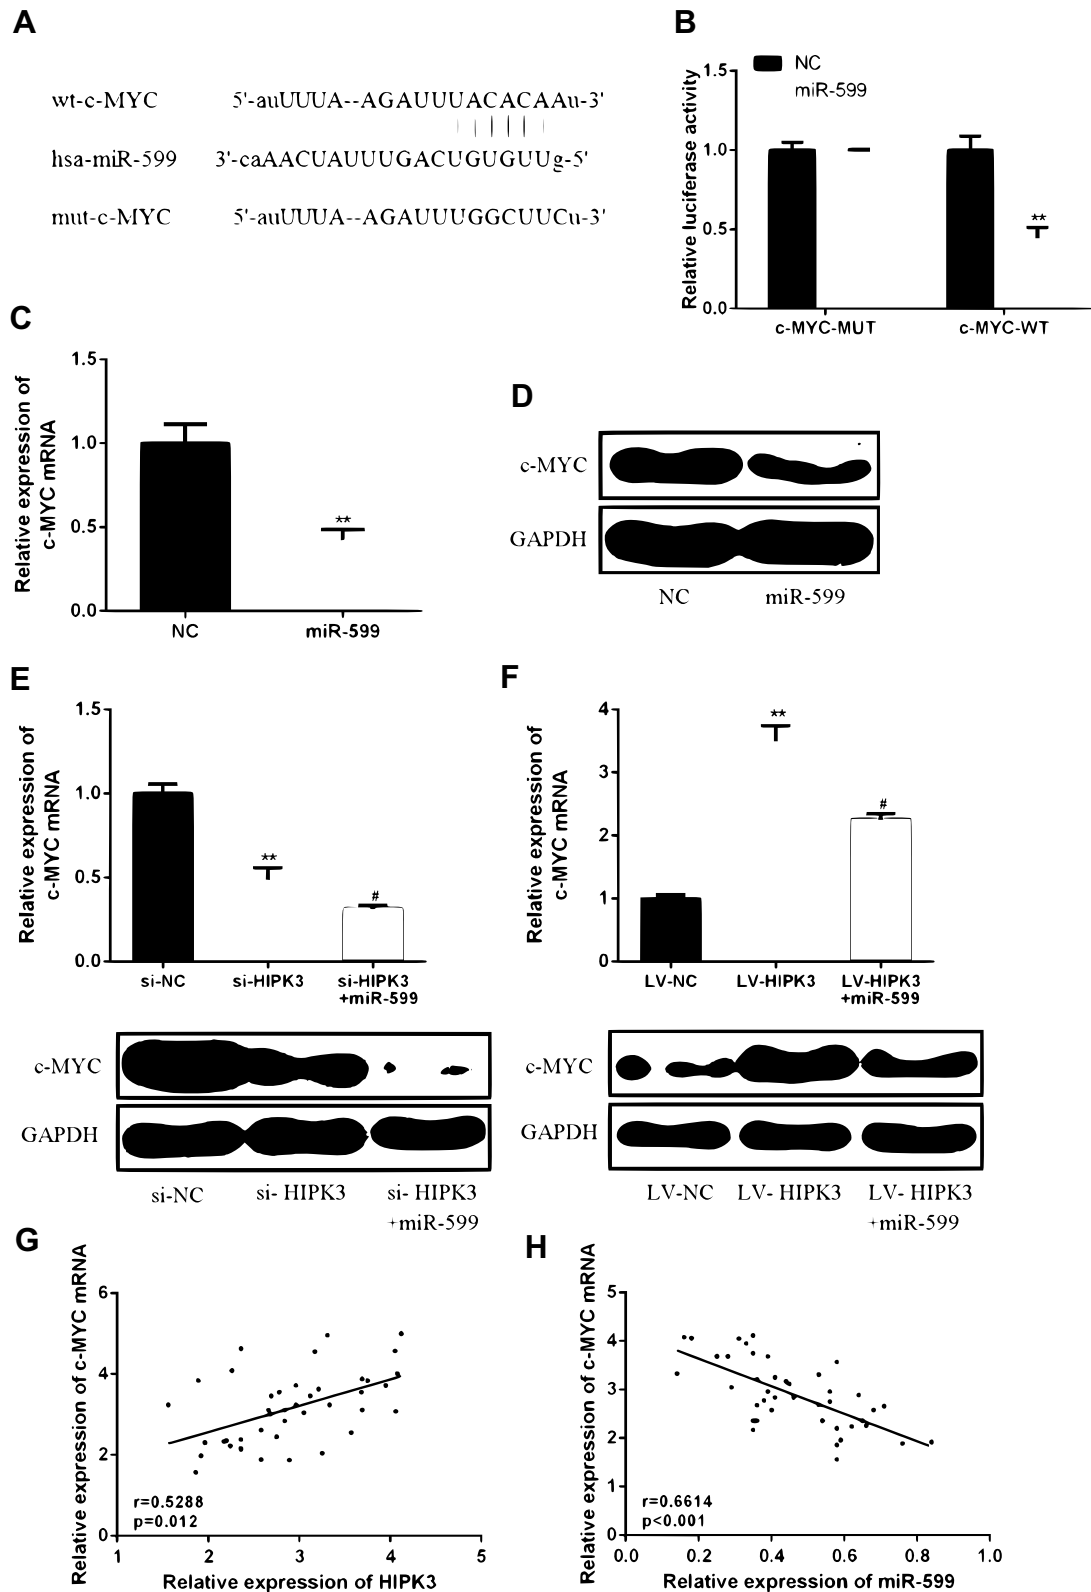 A
wt-c-MYC 5'-auUUUA--AGAUUUACACAAu-3'
hsa-miR-599 3'-caAACUAUUUGACUGUGUUg-5'
mut-c-MYC 5'-auUUUA--AGAUUUGGCUUCu-3'
B
NC
miR-599
Relative luciferase activity
1.5
1.0
0.5
0.0
**
c-MYC-MUT c-MYC-WT
C
Relative expression of
c-MYC mRNA
1.5
1.0
0.5
0.0
**
NC miR-599
D
c-MYC
GAPDH
NC miR-599
E
Relative expression of
c-MYC mRNA
1.5
1.0
0.5
0.0
**
#
si-NC si-HIPK3 si-HIPK3
+miR-599
c-MYC
GAPDH
si-NC si- HIPK3 si- HIPK3
+miR-599
F
Relative expression of
c-MYC mRNA
4
3
2
1
0
**
#
LV-NC LV-HIPK3 LV-HIPK3
+miR-599
c-MYC
GAPDH
LV-NC LV- HIPK3 LV- HIPK3
+miR-599
G
Relative expression of c-MYC mRNA
6
4
2
0
r=0.5288
p=0.012
1 2 3 4 5
Relative expression of HIPK3
H
Relative expression of c-MYC mRNA
5
4
3
2
1
0
r=0.6614
p<0.001
0.0 0.2 0.4 0.6 0.8 1.0
Relative expression of miR-599